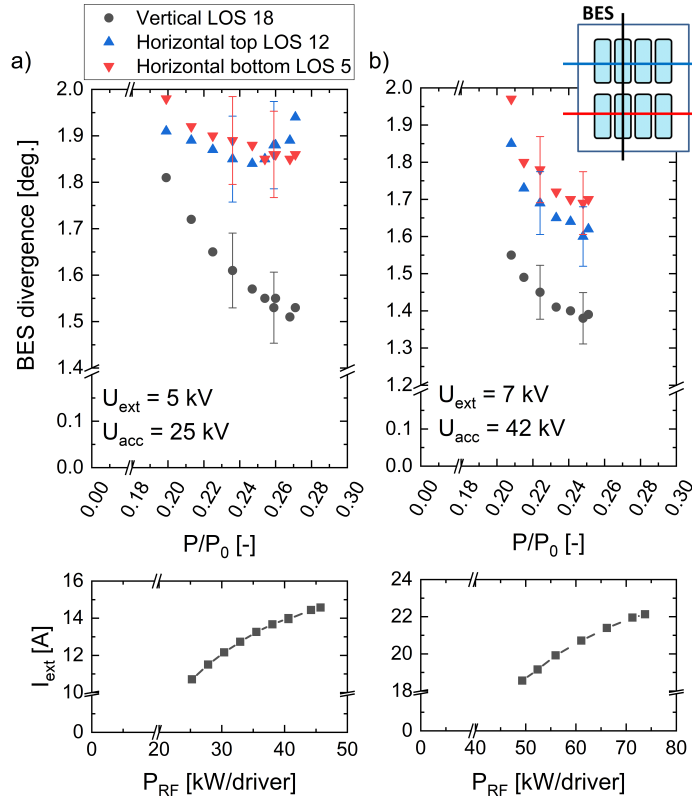 Vertical LOS 18
Horizontal top LOS 12
Horizontal bottom LOS 5
BES
a)
b)
BES divergence [deg.]
2.0
1.9
1.8
1.7
1.6
1.5
1.4
0.1
0.0
U_ext = 5 kV
U_acc = 25 kV
0.00 0.18 0.20 0.22 0.24 0.26 0.30
P/P_0 [-]
2.0
1.9
1.8
1.7
1.6
1.5
1.4
1.3
1.2
0.1
0.0
U_ext = 7 kV
U_acc = 42 kV
0.00 0.18 0.20 0.22 0.24 0.26 0.30
P/P_0 [-]
I_ext [A]
16
14
12
10
0
0 20 30 40 50
P_RF [kW/driver]
24
22
20
18
0
0 40 50 60 70 80
P_RF [kW/driver]